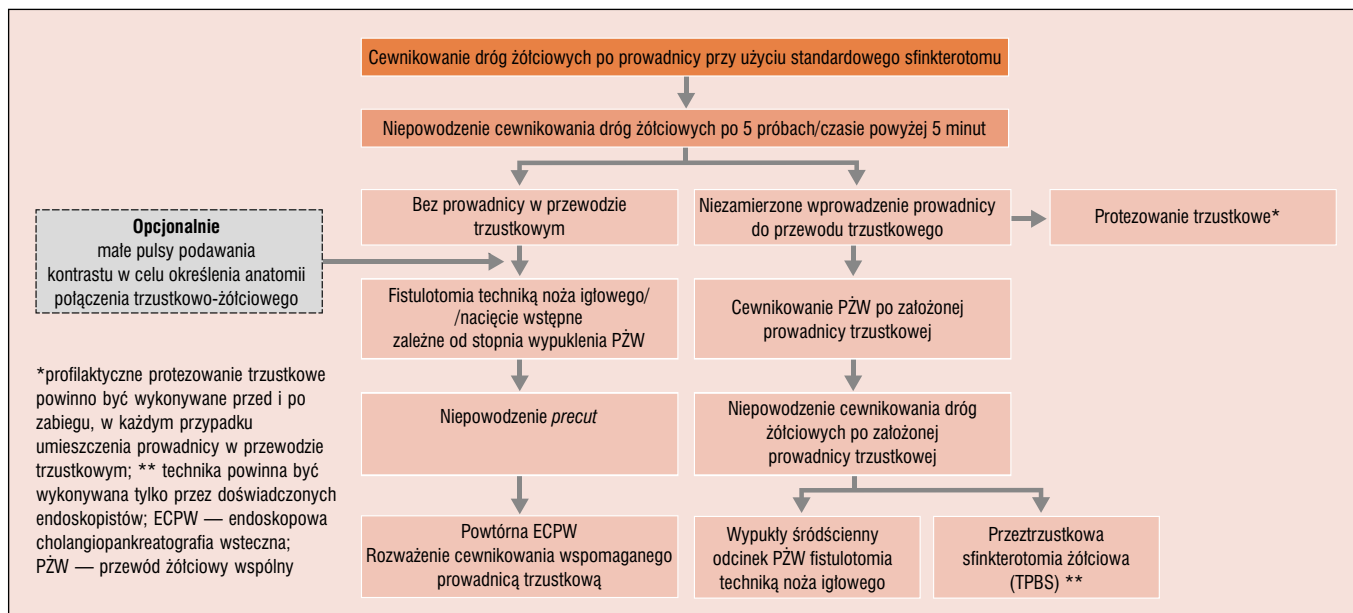 Cewnikowanie dróg żółciowych po prowadnicy przy użyciu standardowego sfinkterotomu
Niepowodzenie cewnikowania dróg żółciowych po 5 próbach/czasie powyżej 5 minut
Bez prowadnicy w przewodzie
trzustkowym
Niezamierzone wprowadzenie prowadnicy
do przewodu trzustkowego
Protezowanie trzustkowe*
Opcjonalnie
małe pulsy podawania
kontrastu w celu określenia anatomii
połączenia trzustkowo-żółciowego
Fistulotomia techniką noża igłowego/
/nacięcie wstępne
zależne od stopnia wypuklenia PŻW
Cewnikowanie PŻW po założonej
prowadnicy trzustkowej
Niepowodzenie precut
Niepowodzenie cewnikowania dróg
żółciowych po założonej
prowadnicy trzustkowej
Powtórna ECPW
Rozważenie cewnikowania wspomaganego
prowadnicą trzustkową
Wypukły śródścienny
odcinek PŻW fistulotomia
techniką noża igłowego
Przeztrzustkowa
sfinkterotomia żółciowa
(TPBS) **
*profilaktyczne protezowanie trzustkowe
powinno być wykonywane przed i po
zabiegu, w każdym przypadku
umieszczenia prowadnicy w przewodzie
trzustkowym; ** technika powinna być
wykonywana tylko przez doświadczonych
endoskopistów; ECPW — endoskopowa
cholangiopankreatografia wsteczna;
PŻW — przewód żółciowy wspólny